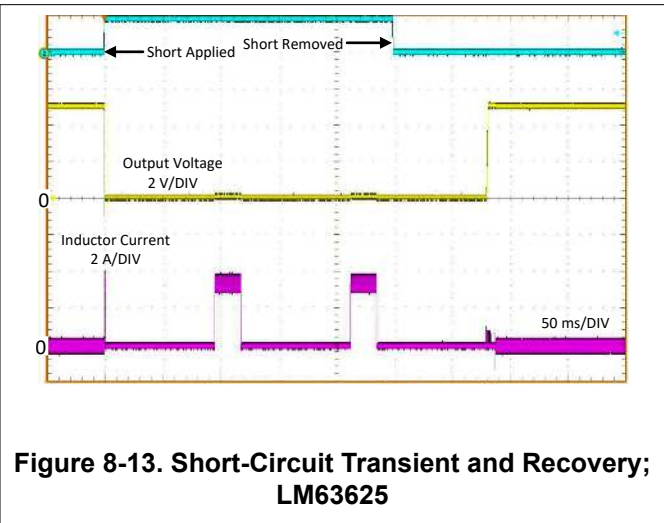 Short Applied
Short Removed
Output Voltage
2 V/DIV
0
Inductor Current
2 A/DIV
50 ms/DIV
0
Figure 8-13. Short-Circuit Transient and Recovery;
LM63625